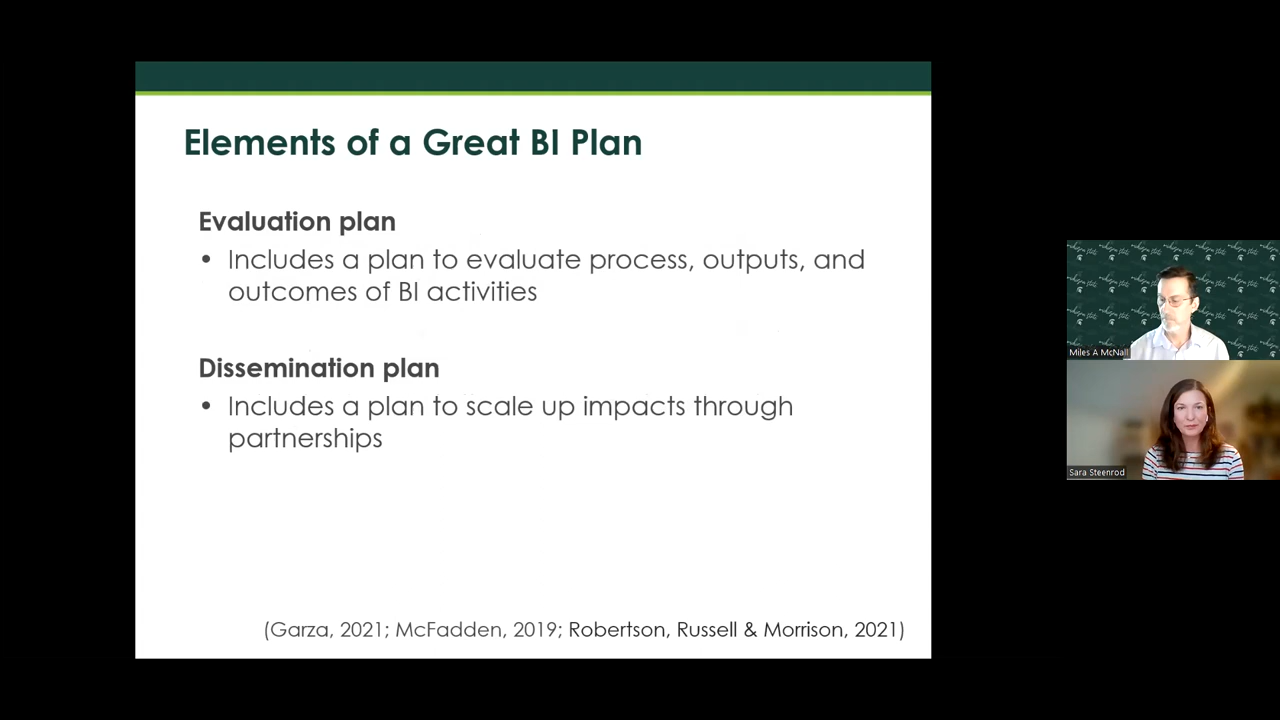 Elements of a Great BI Plan
Evaluation plan
• Includes a plan to evaluate process, outputs, and
outcomes of BI activities
Dissemination plan
• Includes a plan to scale up impacts through
partnerships
(Garza, 2021; McFadden, 2019; Robertson, Russell & Morrison, 2021)
Miles A McNall
Sara Steenrod